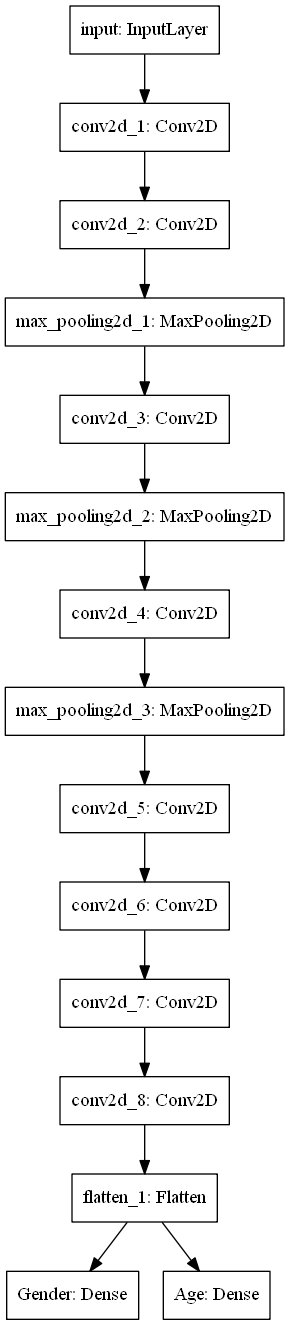 input: InputLayer
conv2d_1: Conv2D
conv2d_2: Conv2D
max_pooling2d_1: MaxPooling2D
conv2d_3: Conv2D
max_pooling2d_2: MaxPooling2D
conv2d_4: Conv2D
max_pooling2d_3: MaxPooling2D
conv2d_5: Conv2D
conv2d_6: Conv2D
conv2d_7: Conv2D
conv2d_8: Conv2D
flatten_1: Flatten
Gender: Dense
Age: Dense